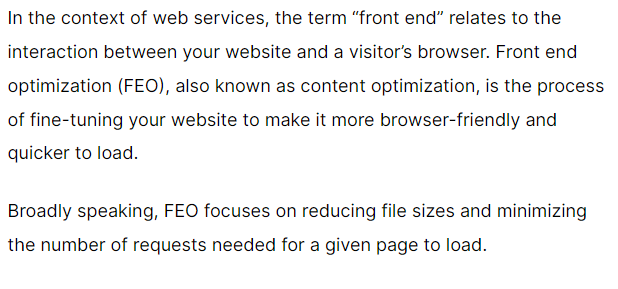 In the context of web services, the term “front end” relates to the
interaction between your website and a visitor’s browser. Front end
optimization (FEO), also known as content optimization, is the process
of fine-tuning your website to make it more browser-friendly and
quicker to load.
Broadly speaking, FEO focuses on reducing file sizes and minimizing
the number of requests needed for a given page to load.